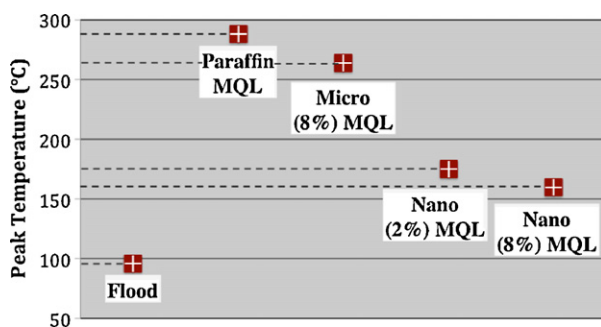 Peak Temperature (°C)
300
250
200
150
100
50
Paraffin
MQL
Micro
(8%) MQL
Nano
(2%) MQL
Nano
(8%) MQL
Flood